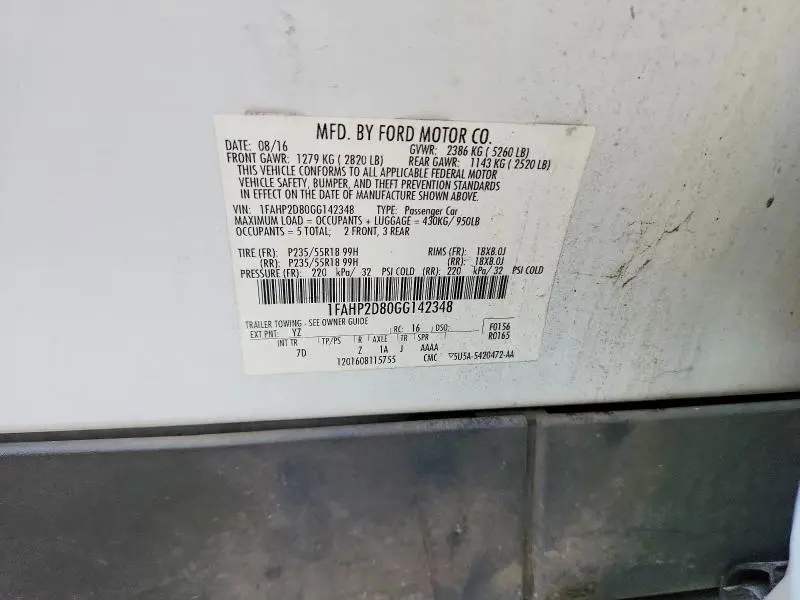 MFD. BY FORD MOTOR CO.
DATE: 08/16 GVWR: 2386 KG ( 5260 LB)
FRONT GAWR: 1279 KG ( 2820 LB) REAR GAWR: 1143 KG ( 2520 LB)
THIS VEHICLE CONFORMS TO ALL APPLICABLE FEDERAL MOTOR
VEHICLE SAFETY, BUMPER, AND THEFT PREVENTION STANDARDS
IN EFFECT ON THE DATE OF MANUFACTURE SHOWN ABOVE.
VIN: 1FAHP2D80GG142348 TYPE: Passenger Car
MAXIMUM LOAD = OCCUPANTS + LUGGAGE = 430KG/ 950LB
OCCUPANTS = 5 TOTAL; 2 FRONT, 3 REAR
TIRE (FR): P235/55R18 99H RIMS (FR): 18X8.0J
(RR): P235/55R18 99H (RR): 18X8.0J
PRESSURE (FR): 220 kPa/ 32 PSI COLD (RR): 220 kPa/ 32 PSI COLD
1FAHP2D80GG142348
TRAILER TOWING - SEE OWNER GUIDE
EXT PNT: YZ RC: 16 DSO: F0156
R0165
INT TR TP/PS R AXLE TR SPR
7D Z 1A J AAAA
1201608115755 CMC ▽5U5A-5420472-AA